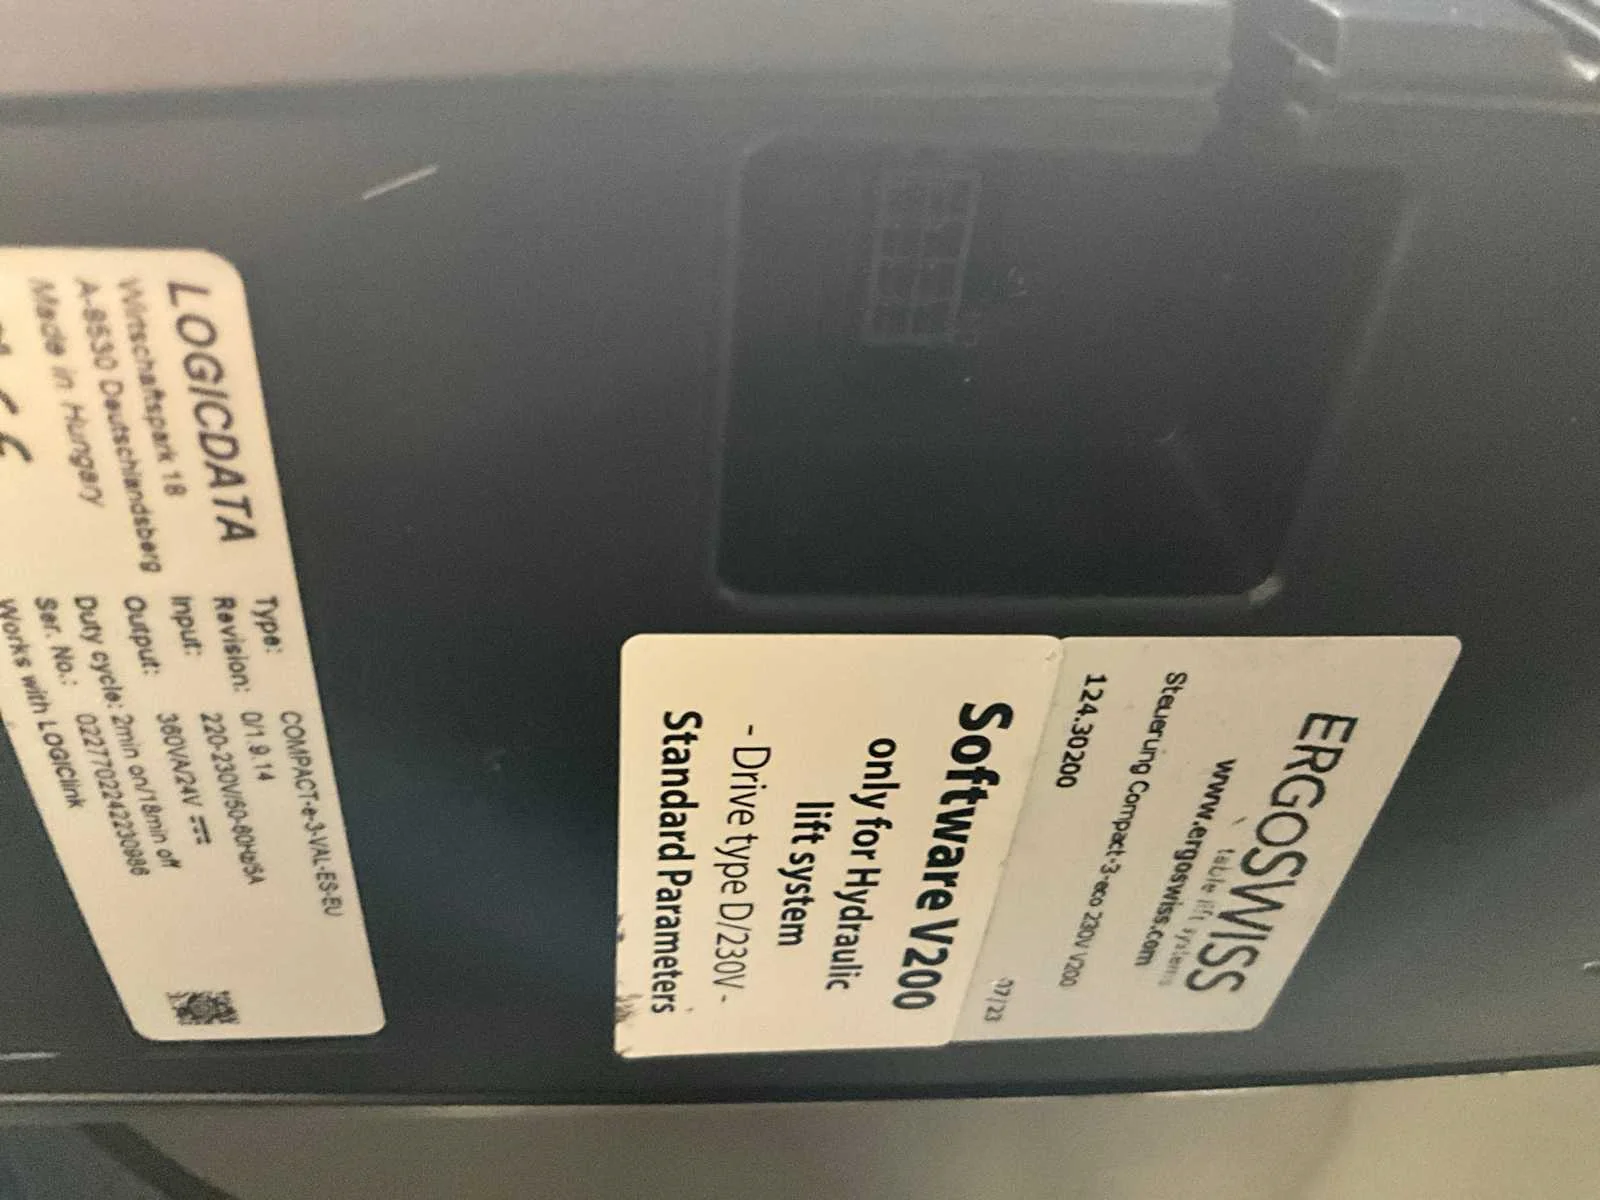 LOGICDATA
Wirtschaftspark 18
A-8530 Deutschlandsberg
Made in Hungary
Type: COMPACT-e-3-VAL-ES-EU
Revision: 0/1.9.14
Input: 220-230V/50-60Hz/5A
Output: 360VA/24V
Duty cycle: 2min on/18min off
Ser. No.:
Works with LOGIClink
ERGOSWISS
table lift systems
www.ergoswiss.com
Steuerung Compact-3-eco 230V V200
124.30200
07/23
Software V200
only for Hydraulic
lift system
- Drive type D/230V -
Standard Parameters